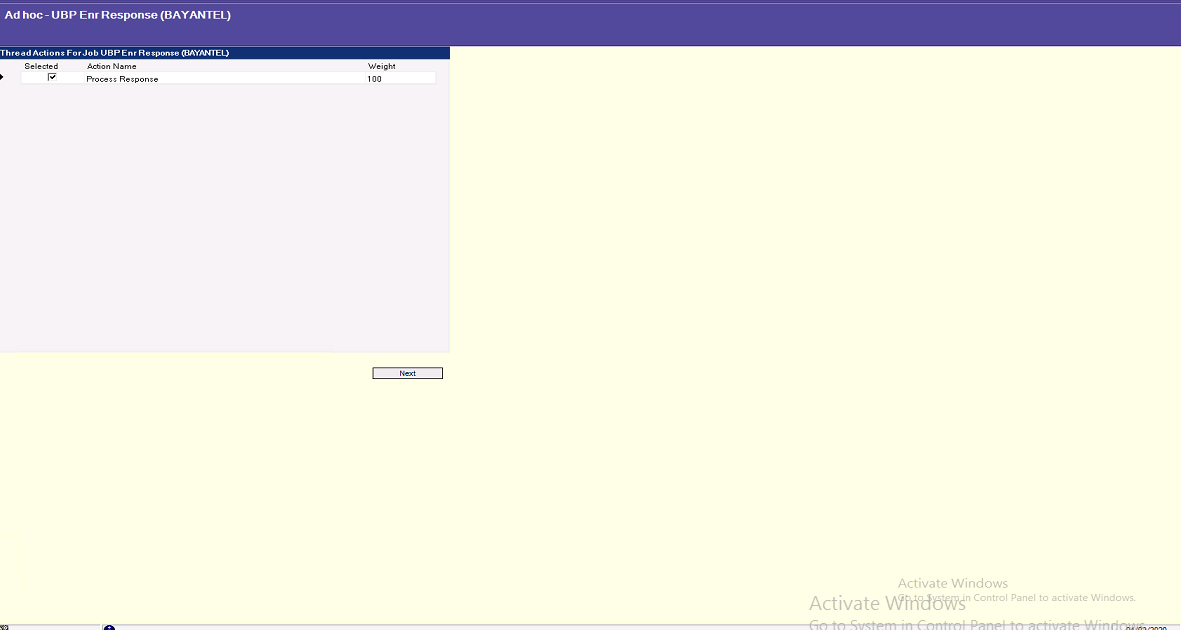 Ad hoc - UBP Enr Response (BAYANTEL)
Thread Actions For Job UBP Enr Response (BAYANTEL)
Selected Action Name Weight
Process Response 100
Next
Activate Windows
Go to System in Control Panel to activate Windows.
Activate Windows
Go to System in Control Panel to activate Windows.